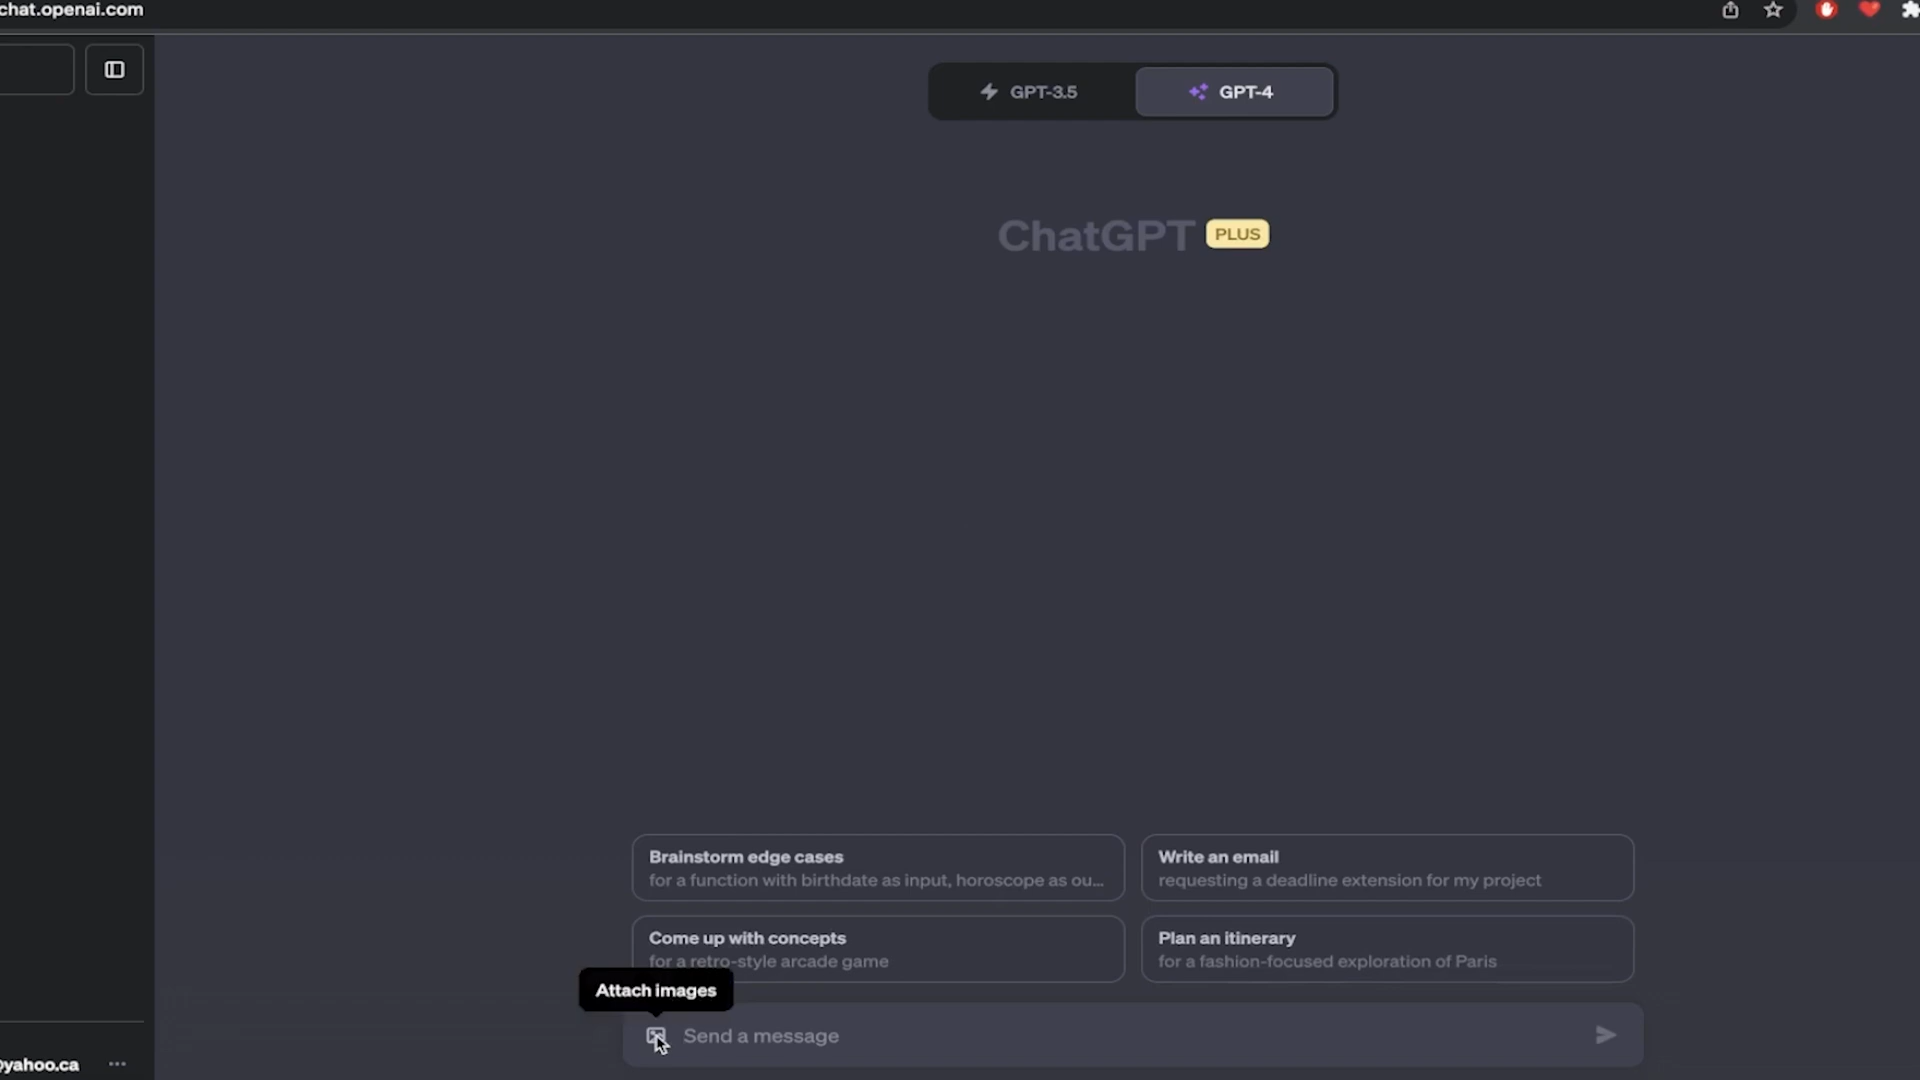 chat.openai.com
GPT-3.5
GPT-4
ChatGPT PLUS
Brainstorm edge cases
for a function with birthdate as input, horoscope as ou...
Write an email
requesting a deadline extension for my project
Come up with concepts
for a retro-style arcade game
Plan an itinerary
for a fashion-focused exploration of Paris
Attach images
Send a message
@yahoo.ca